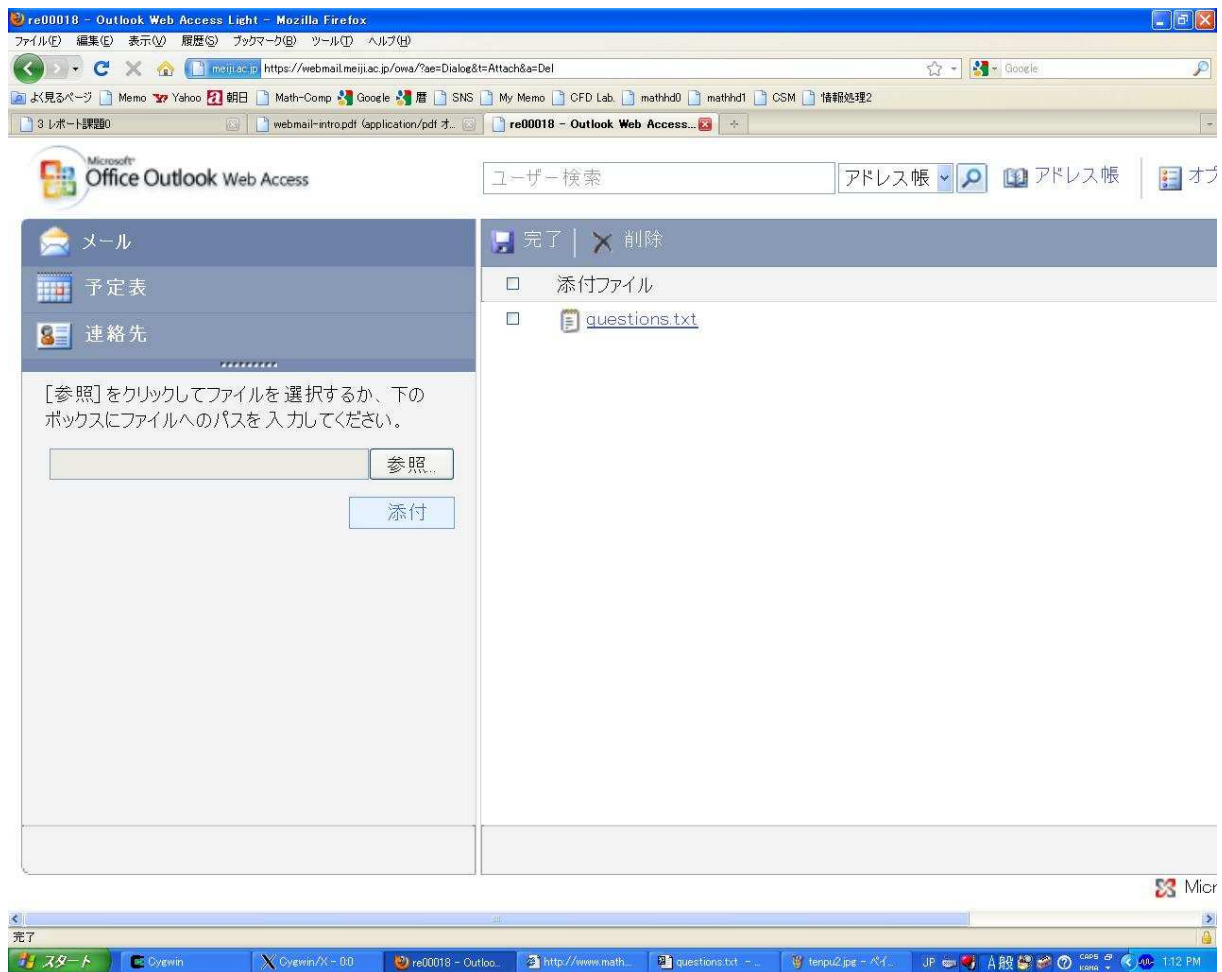 re00018 - Outlook Web Access Light - Mozilla Firefox
ファイル(F) 編集(E) 表示(V) 履歴(S) ブックマーク(B) ツール(T) ヘルプ(H)
meiji.ac.jp https://webmail.meiji.ac.jp/owa/?ae=Dialog&t=Attach&a=Del Google
よく見るページ Memo Yahoo 朝日 Math-Comp Google 暦 SNS My Memo CFD Lab. mathhd0 mathhd1 CSM 情報処理2
3 レポート課題0 webmail-intro.pdf (application/pdf オ... re00018 - Outlook Web Access...
Microsoft
Office Outlook Web Access ユーザー検索 アドレス帳 アドレス帳 オプ
メール
予定表
連絡先
[参照] をクリックしてファイルを選択するか、下の
ボックスにファイルへのパスを入力してください。
参照...
添付
完了 削除
添付ファイル
questions.txt
Micr
完了
スタート Cygwin Cygwin/X - 0:0 re00018 - Outloo... http://www.math... questions.txt - ... tenpu2.jpg - ペイ... JP A 般 CAPS KANA 1:12 PM